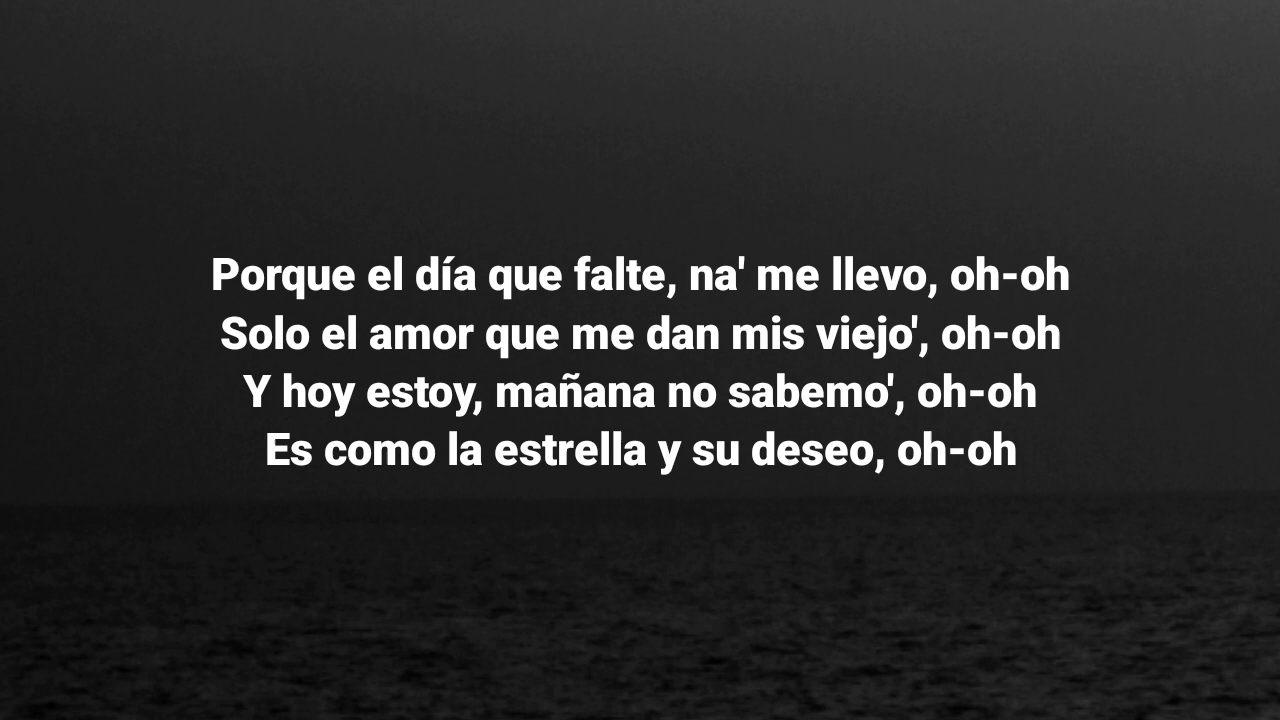 Porque el día que falte, na' me llevo, oh-oh
Solo el amor que me dan mis viejo', oh-oh
Y hoy estoy, mañana no sabemo', oh-oh
Es como la estrella y su deseo, oh-oh